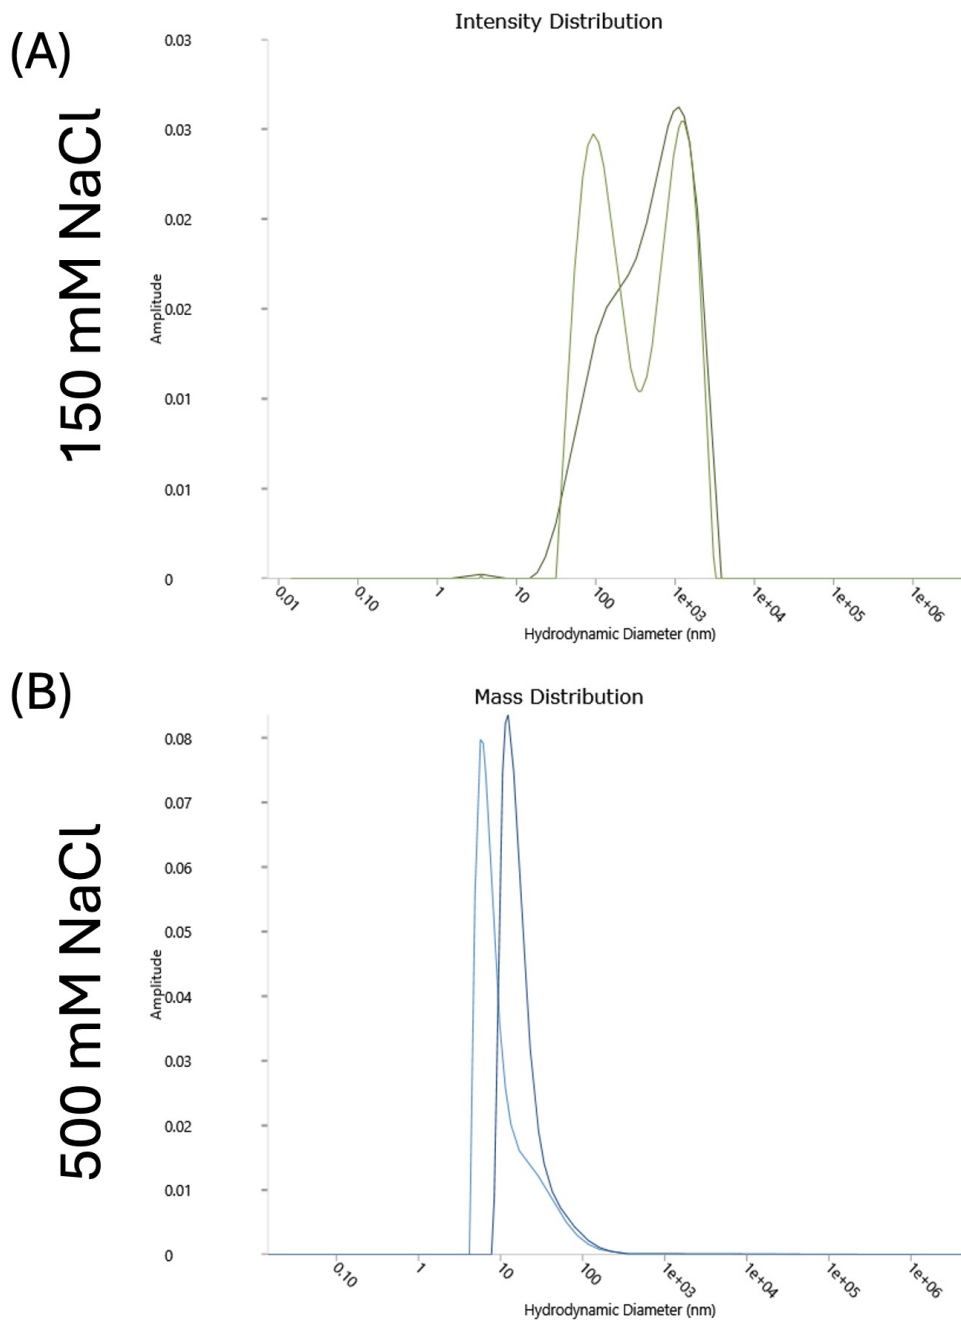 (A)
150 mM NaCl
Intensity Distribution
0.03
0.03
0.02
0.02
0.01
0.01
0
Amplitude
0.01
0.10
1
10
100
1e+03
1e+04
1e+05
1e+06
Hydrodynamic Diameter (nm)
(B)
500 mM NaCl
Mass Distribution
0.08
0.07
0.06
0.05
0.04
0.03
0.02
0.01
0
Amplitude
0.10
1
10
100
1e+03
1e+04
1e+05
1e+06
Hydrodynamic Diameter (nm)